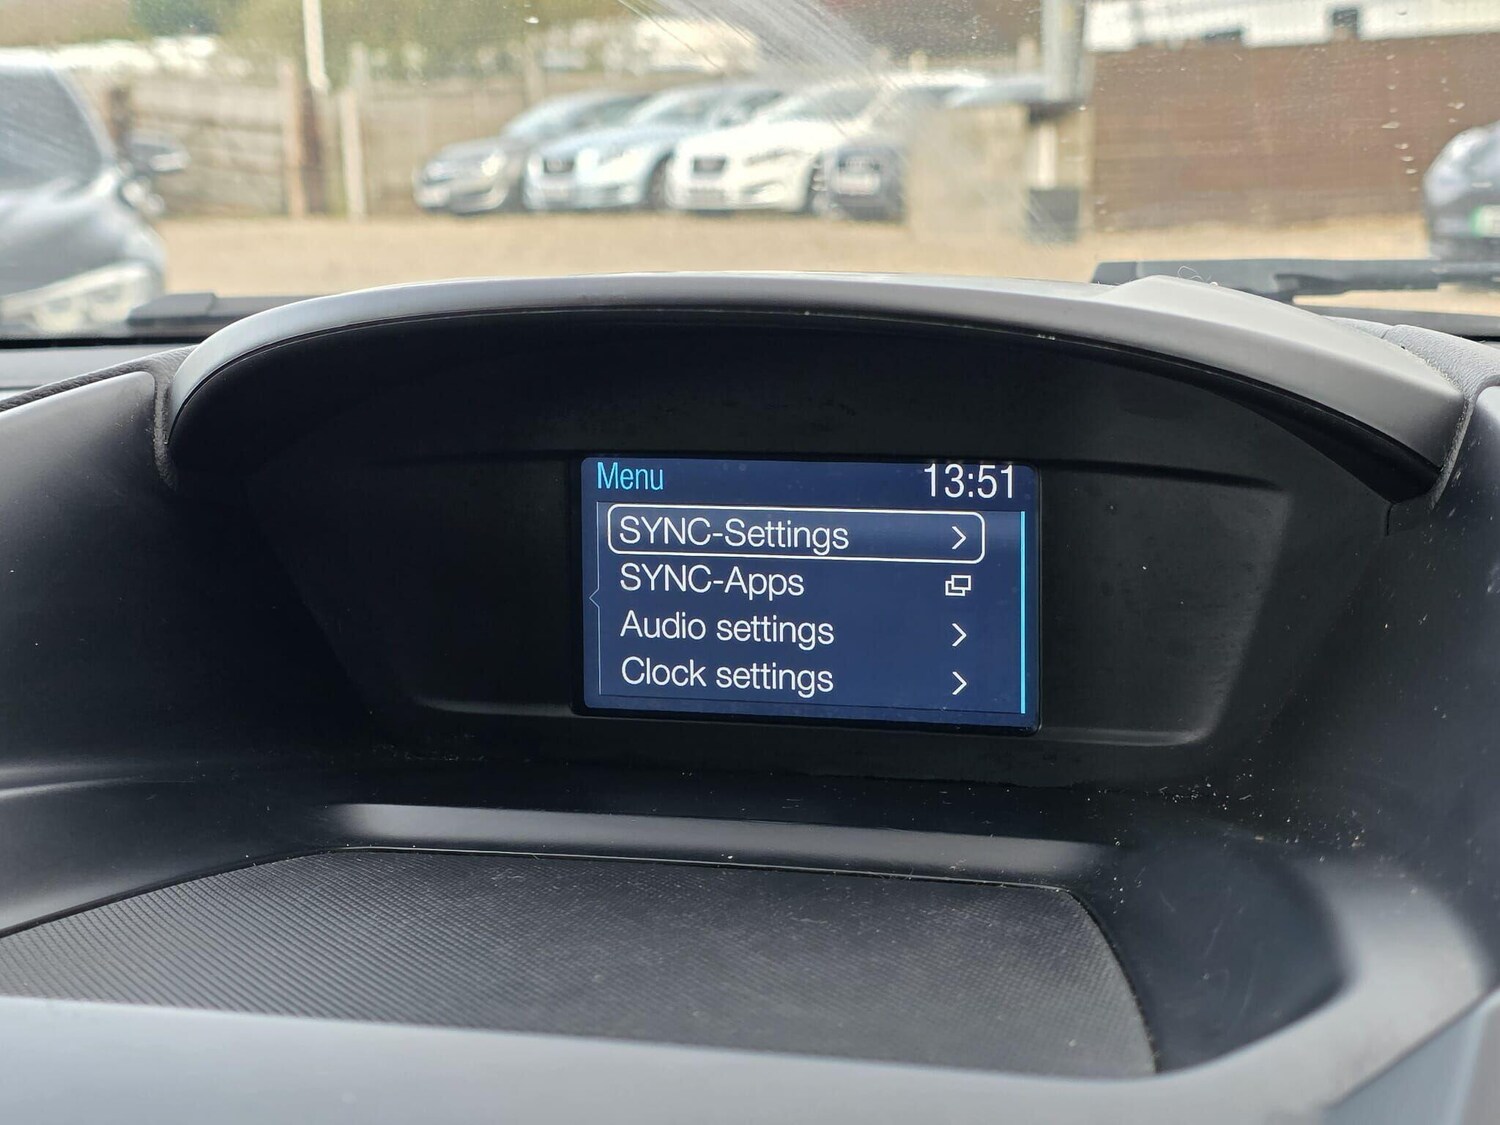 Menu 13:51
SYNC-Settings
SYNC-Apps
Audio settings
Clock settings